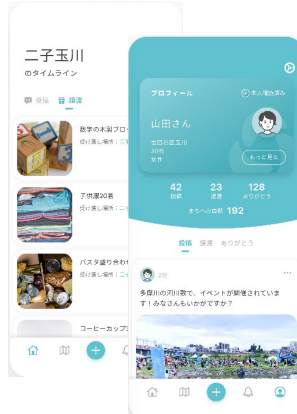 二子玉川
のタイムライン
投稿
譲渡
数字の木製ブロ
受け渡し場所：二
子供服20着
受け渡し場所：二
パスタ盛り合わ
受け渡し場所：二
コーヒーカップ
プロフィール
本人確認済み
山田さん
世田谷区玉川
30代
女性
もっと見る
42
投稿
23
譲渡
128
ありがとう
まちへの貢献 192
投稿
譲渡
ありがとう
2分
多摩川の河川敷で、イベントが開催されていま
す！みなさんもいかがですか？